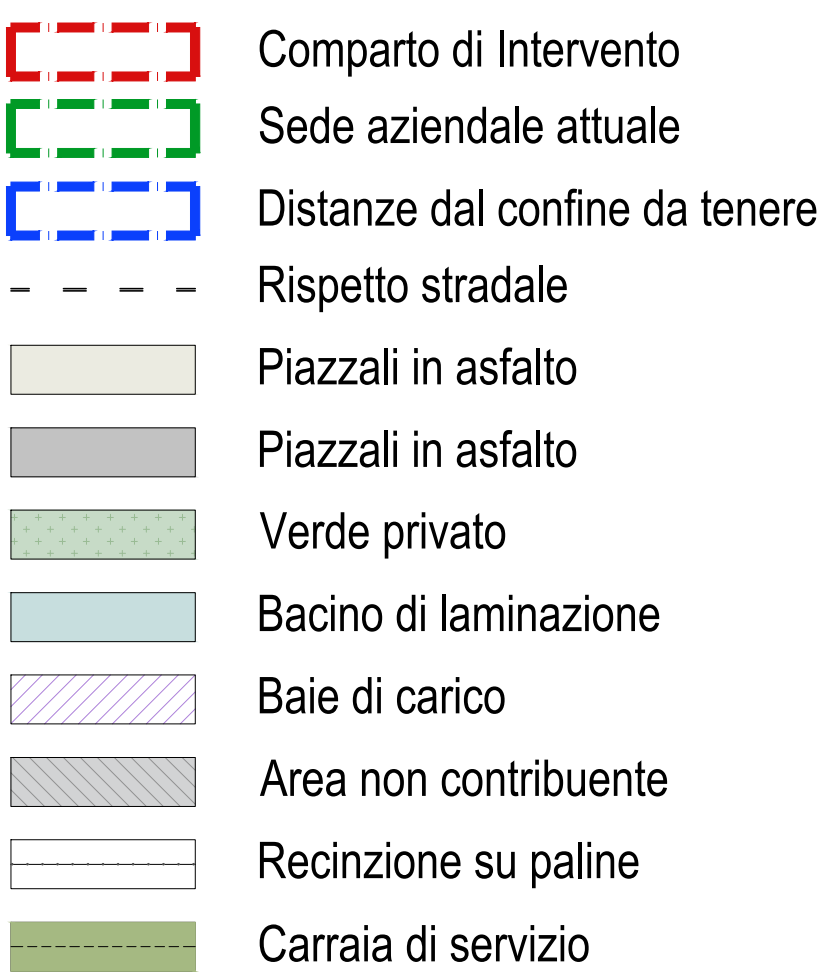 Comparto di Intervento
Sede aziendale attuale
Distanze dal confine da tenere
Rispetto stradale
Piazzali in asfalto
Piazzali in asfalto
Verde privato
Bacino di laminazione
Baie di carico
Area non contribuente
Recinzione su paline
Carraia di servizio